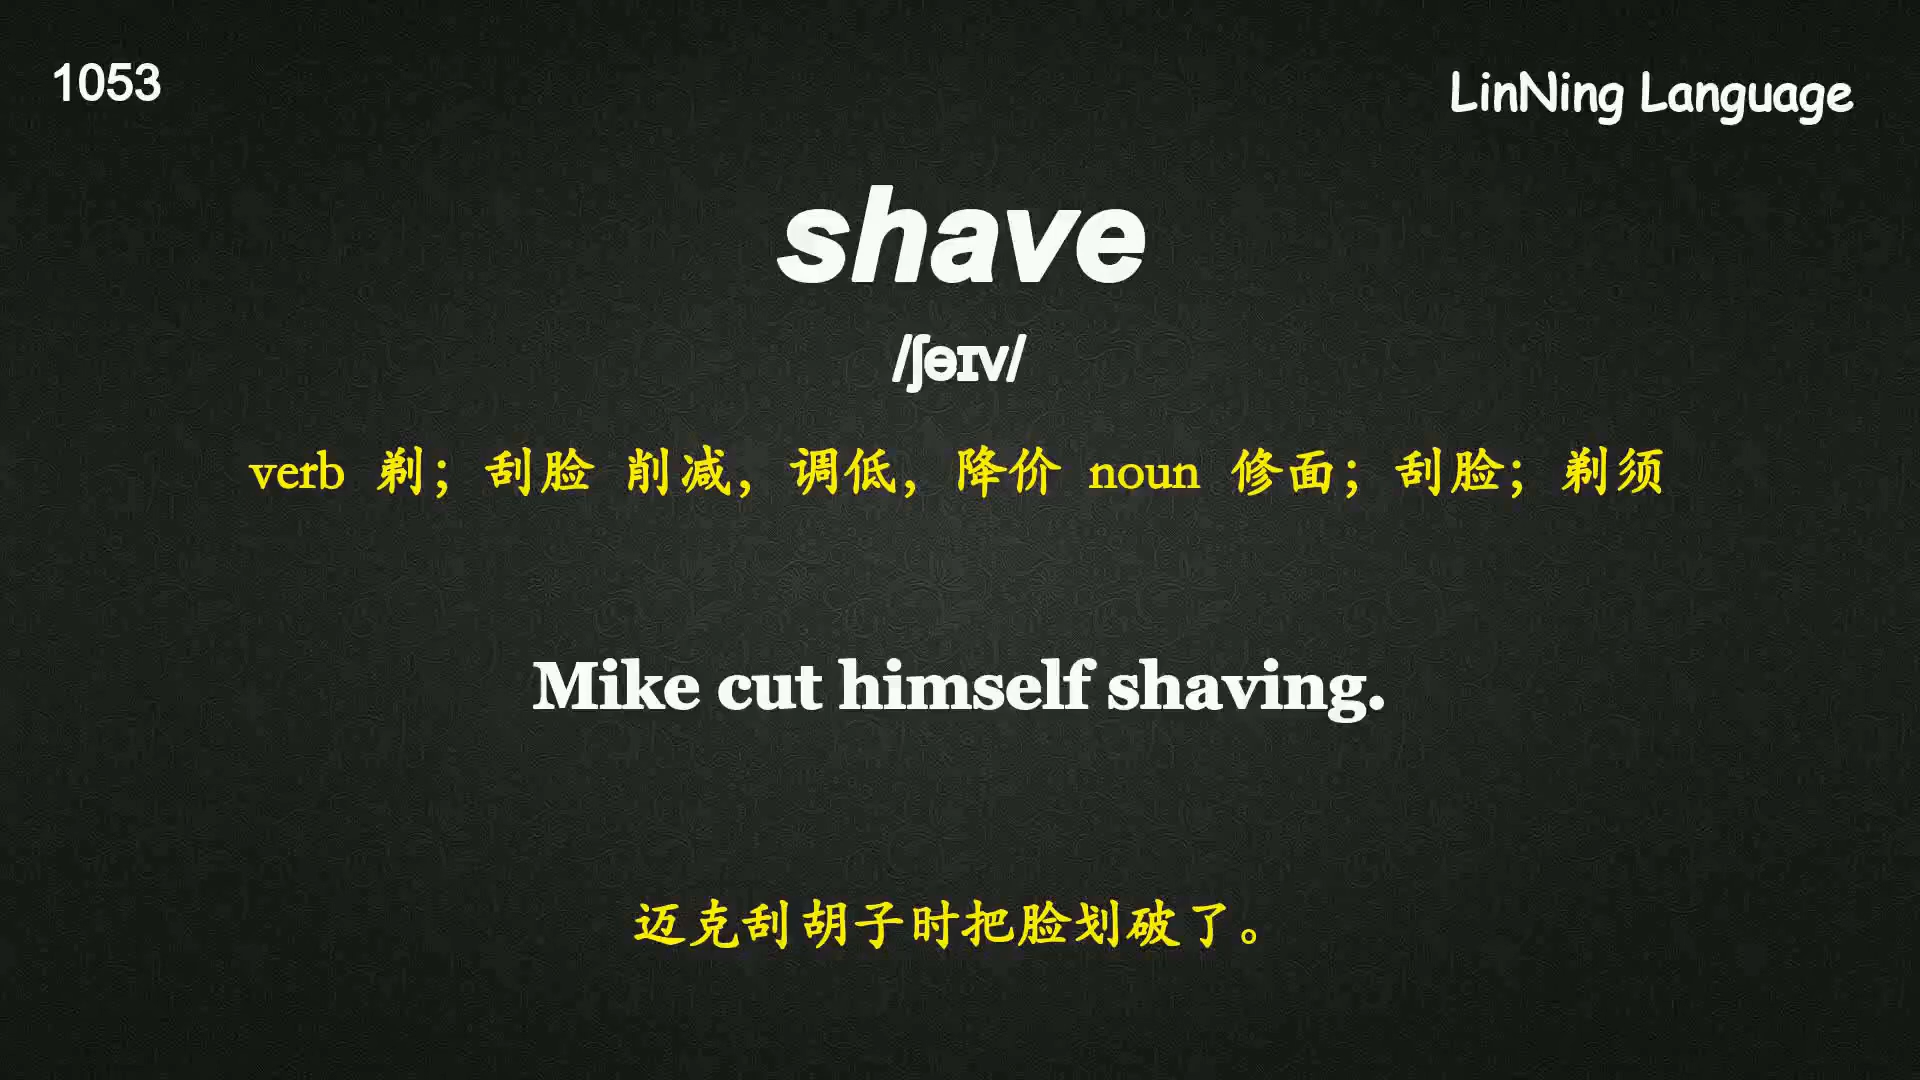 1053
LinNing Language
shave
/ʃɵɪv/
verb 剃；刮脸 削减，调低，降价 noun 修面；刮脸；剃须
Mike cut himself shaving.
迈克刮胡子时把脸划破了。